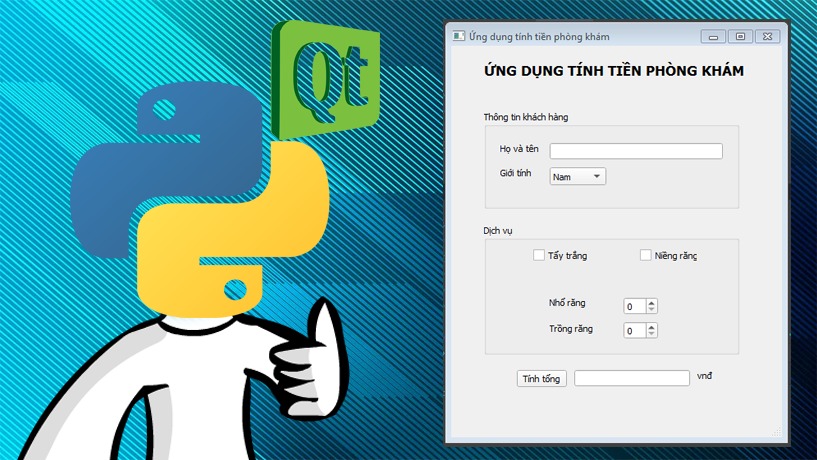 Qt
Ứng dụng tính tiền phòng khám
ỨNG DỤNG TÍNH TIỀN PHÒNG KHÁM
Thông tin khách hàng
Họ và tên
Giới tính
Nam
Dịch vụ
Tẩy trắng
Niềng răng
Nhổ răng
0
Trồng răng
0
Tính tổng
vnđ